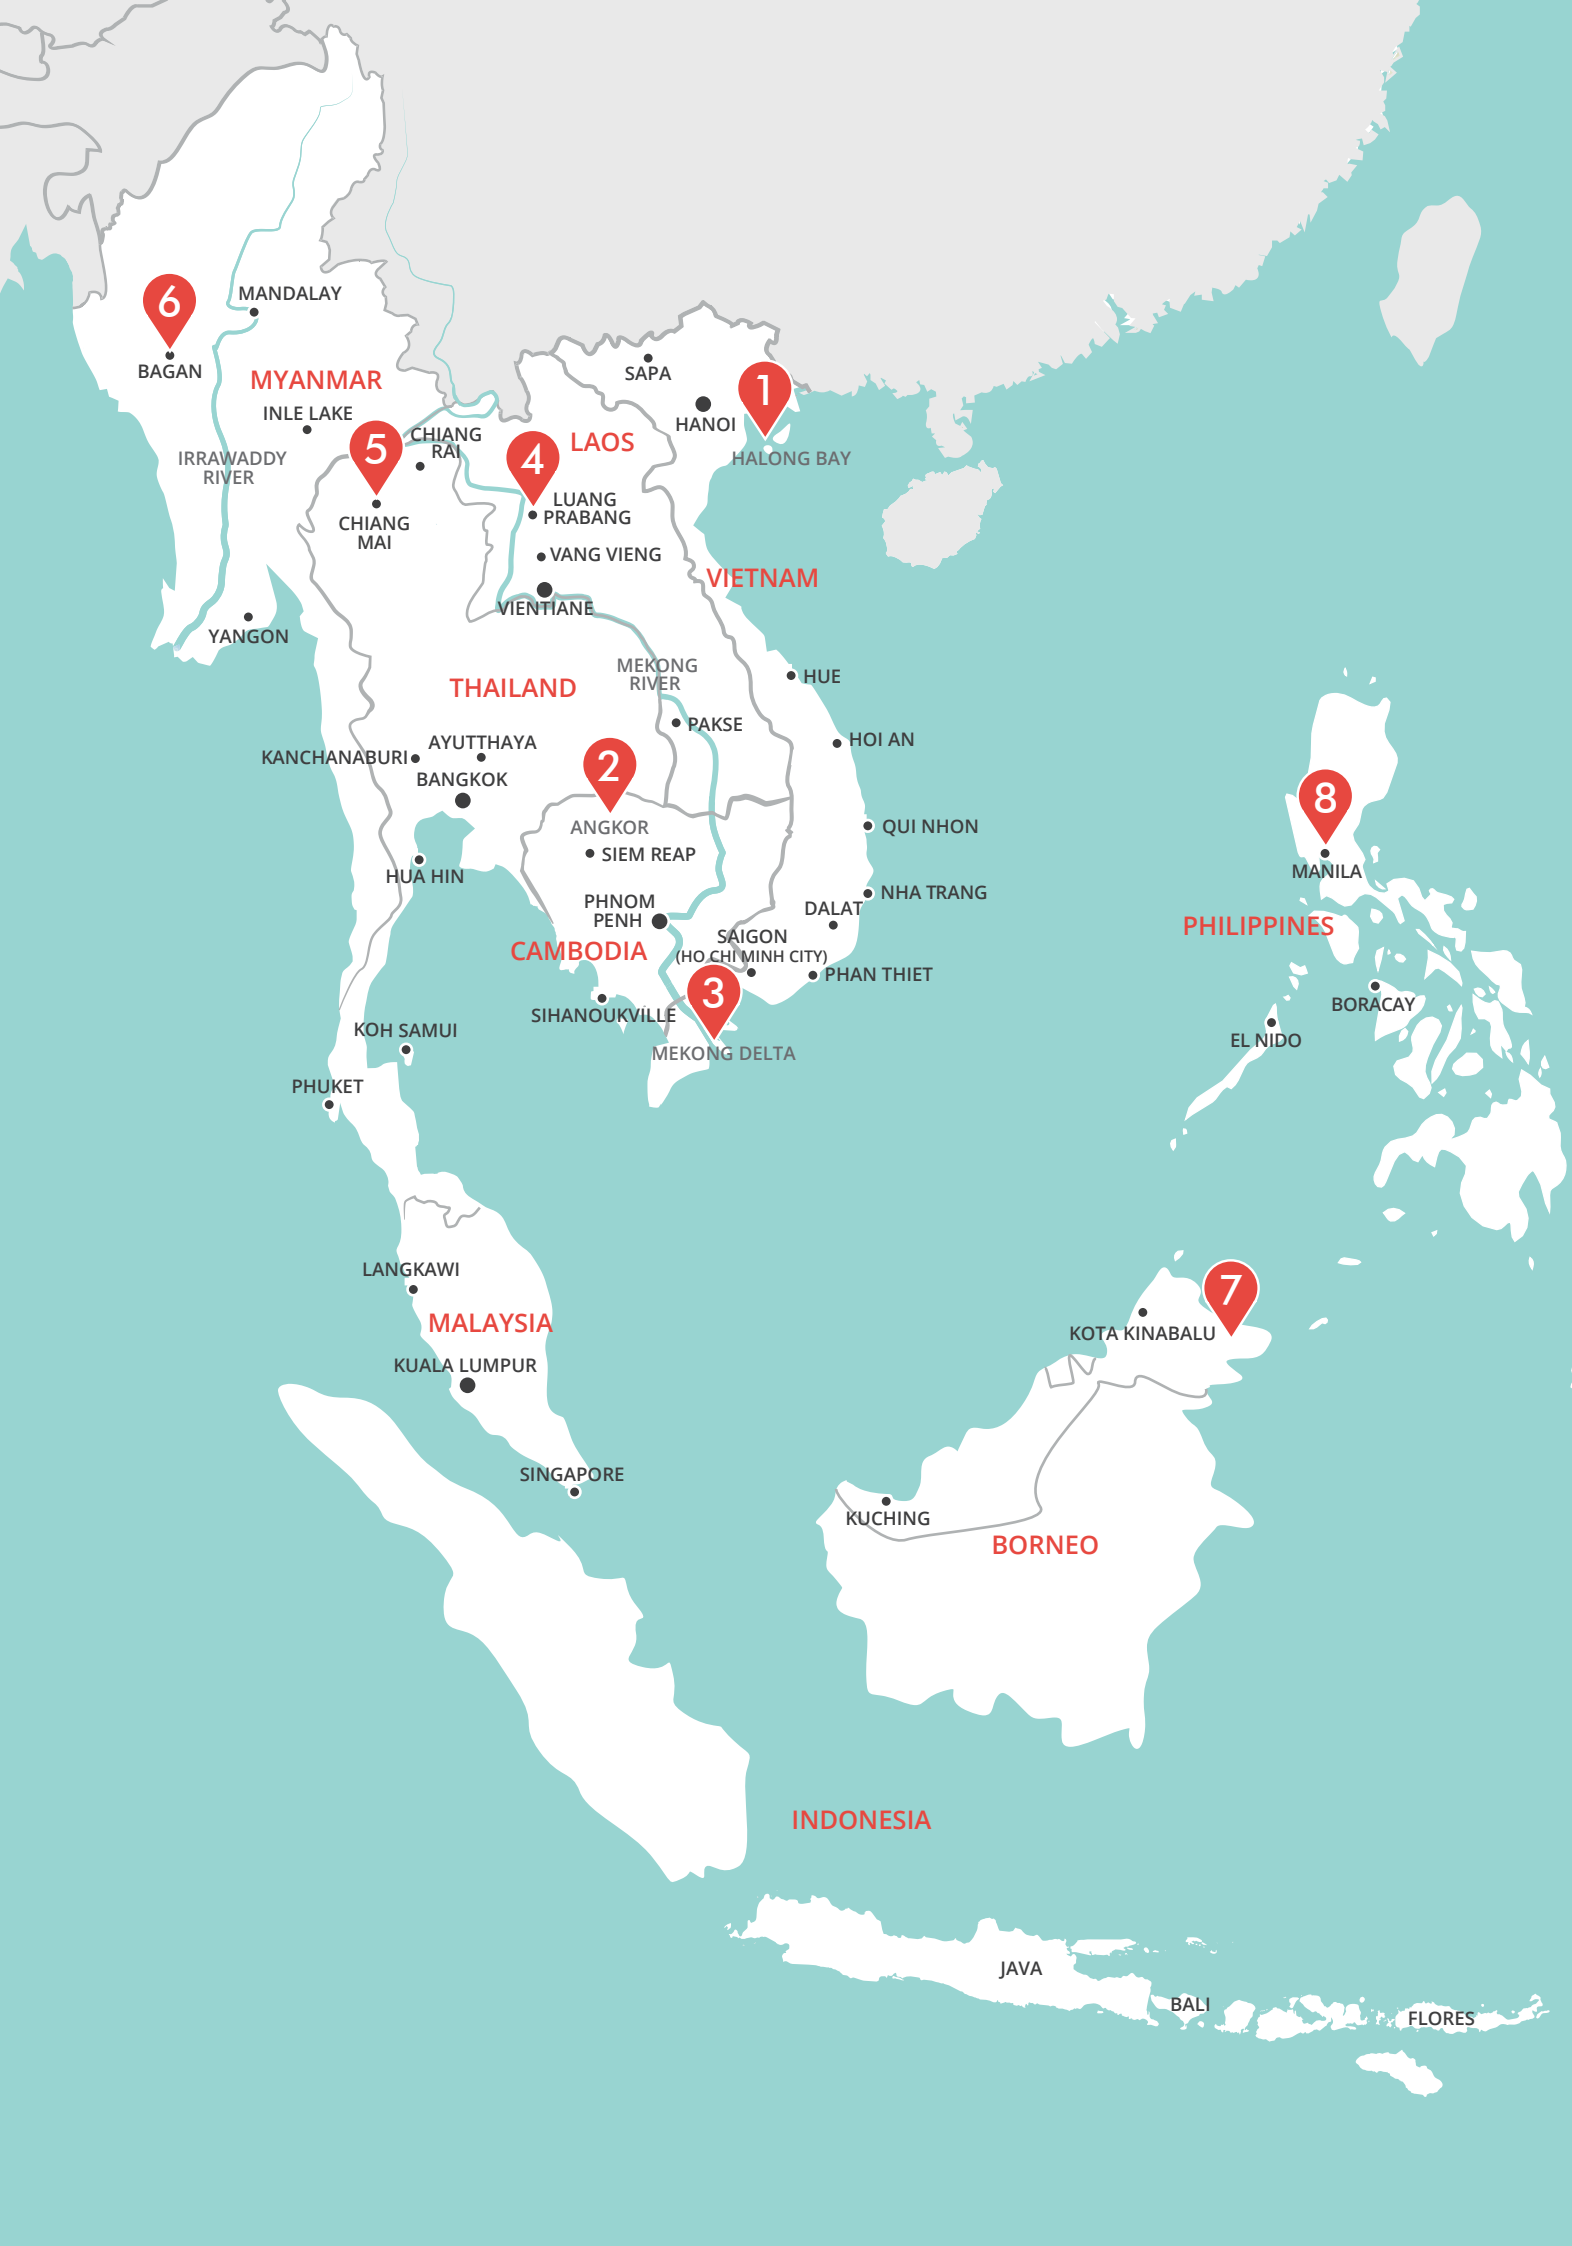 6
MANDALAY
BAGAN
MYANMAR
INLE LAKE
IRRAWADDY
RIVER
YANGON
SAPA
HANOI
1
HALONG BAY
5
CHIANG
RAI
CHIANG
MAI
4
LAOS
LUANG
PRABANG
VANG VIENG
VIENTIANE
VIETNAM
MEKONG
RIVER
THAILAND
HUE
PAKSE
HOI AN
KANCHANABURI
AYUTTHAYA
BANGKOK
2
ANGKOR
SIEM REAP
QUI NHON
HUA HIN
PHNOM
PENH
NHA TRANG
DALAT
CAMBODIA
SAIGON
(HO CHI MINH CITY)
PHAN THIET
3
SIHANOUKVILLE
MEKONG DELTA
KOH SAMUI
PHUKET
8
MANILA
PHILIPPINES
BORACAY
EL NIDO
LANGKAWI
MALAYSIA
KUALA LUMPUR
SINGAPORE
7
KOTA KINABALU
KUCHING
BORNEO
INDONESIA
JAVA
BALI
FLORES